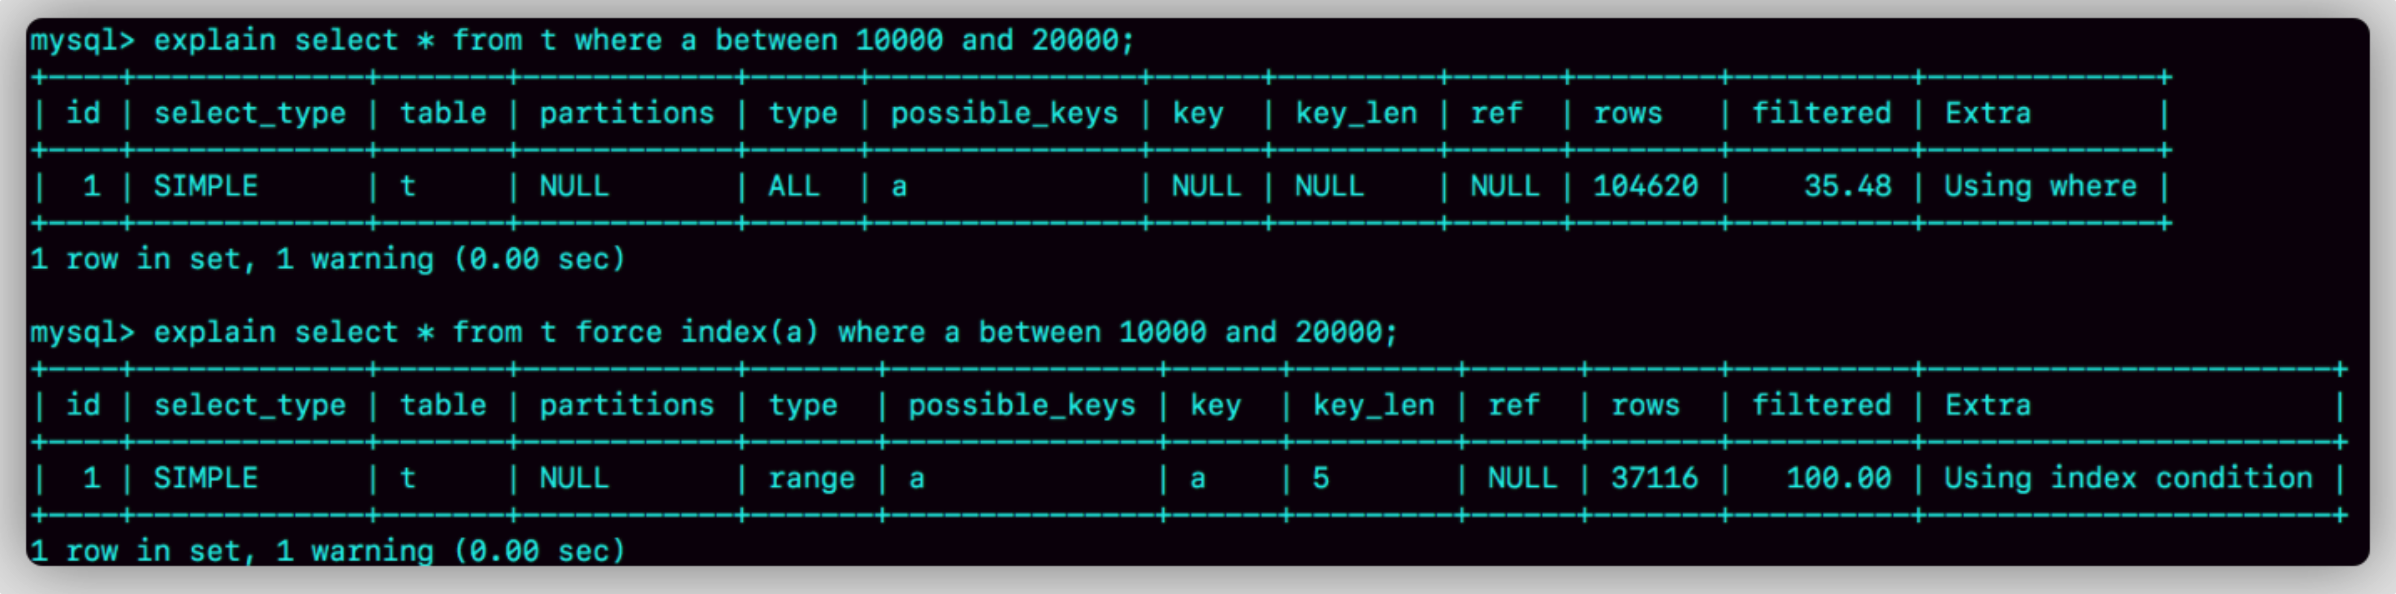 mysql> explain select * from t where a between 10000 and 20000;
+----+-------------+-------+------------+------+---------------+------+---------+------+--------+----------+-------------+
| id | select_type | table | partitions | type | possible_keys | key  | key_len | ref  | rows   | filtered | Extra       |
+----+-------------+-------+------------+------+---------------+------+---------+------+--------+----------+-------------+
|  1 | SIMPLE      | t     | NULL       | ALL  | a             | NULL | NULL    | NULL | 104620 |    35.48 | Using where |
+----+-------------+-------+------------+------+---------------+------+---------+------+--------+----------+-------------+
1 row in set, 1 warning (0.00 sec)
mysql> explain select * from t force index(a) where a between 10000 and 20000;
+----+-------------+-------+------------+-------+---------------+------+---------+------+-------+----------+-----------------------+
| id | select_type | table | partitions | type  | possible_keys | key  | key_len | ref  | rows  | filtered | Extra                 |
+----+-------------+-------+------------+-------+---------------+------+---------+------+-------+----------+-----------------------+
|  1 | SIMPLE      | t     | NULL       | range | a             | a    | 5       | NULL | 37116 |   100.00 | Using index condition |
+----+-------------+-------+------------+-------+---------------+------+---------+------+-------+----------+-----------------------+
1 row in set, 1 warning (0.00 sec)